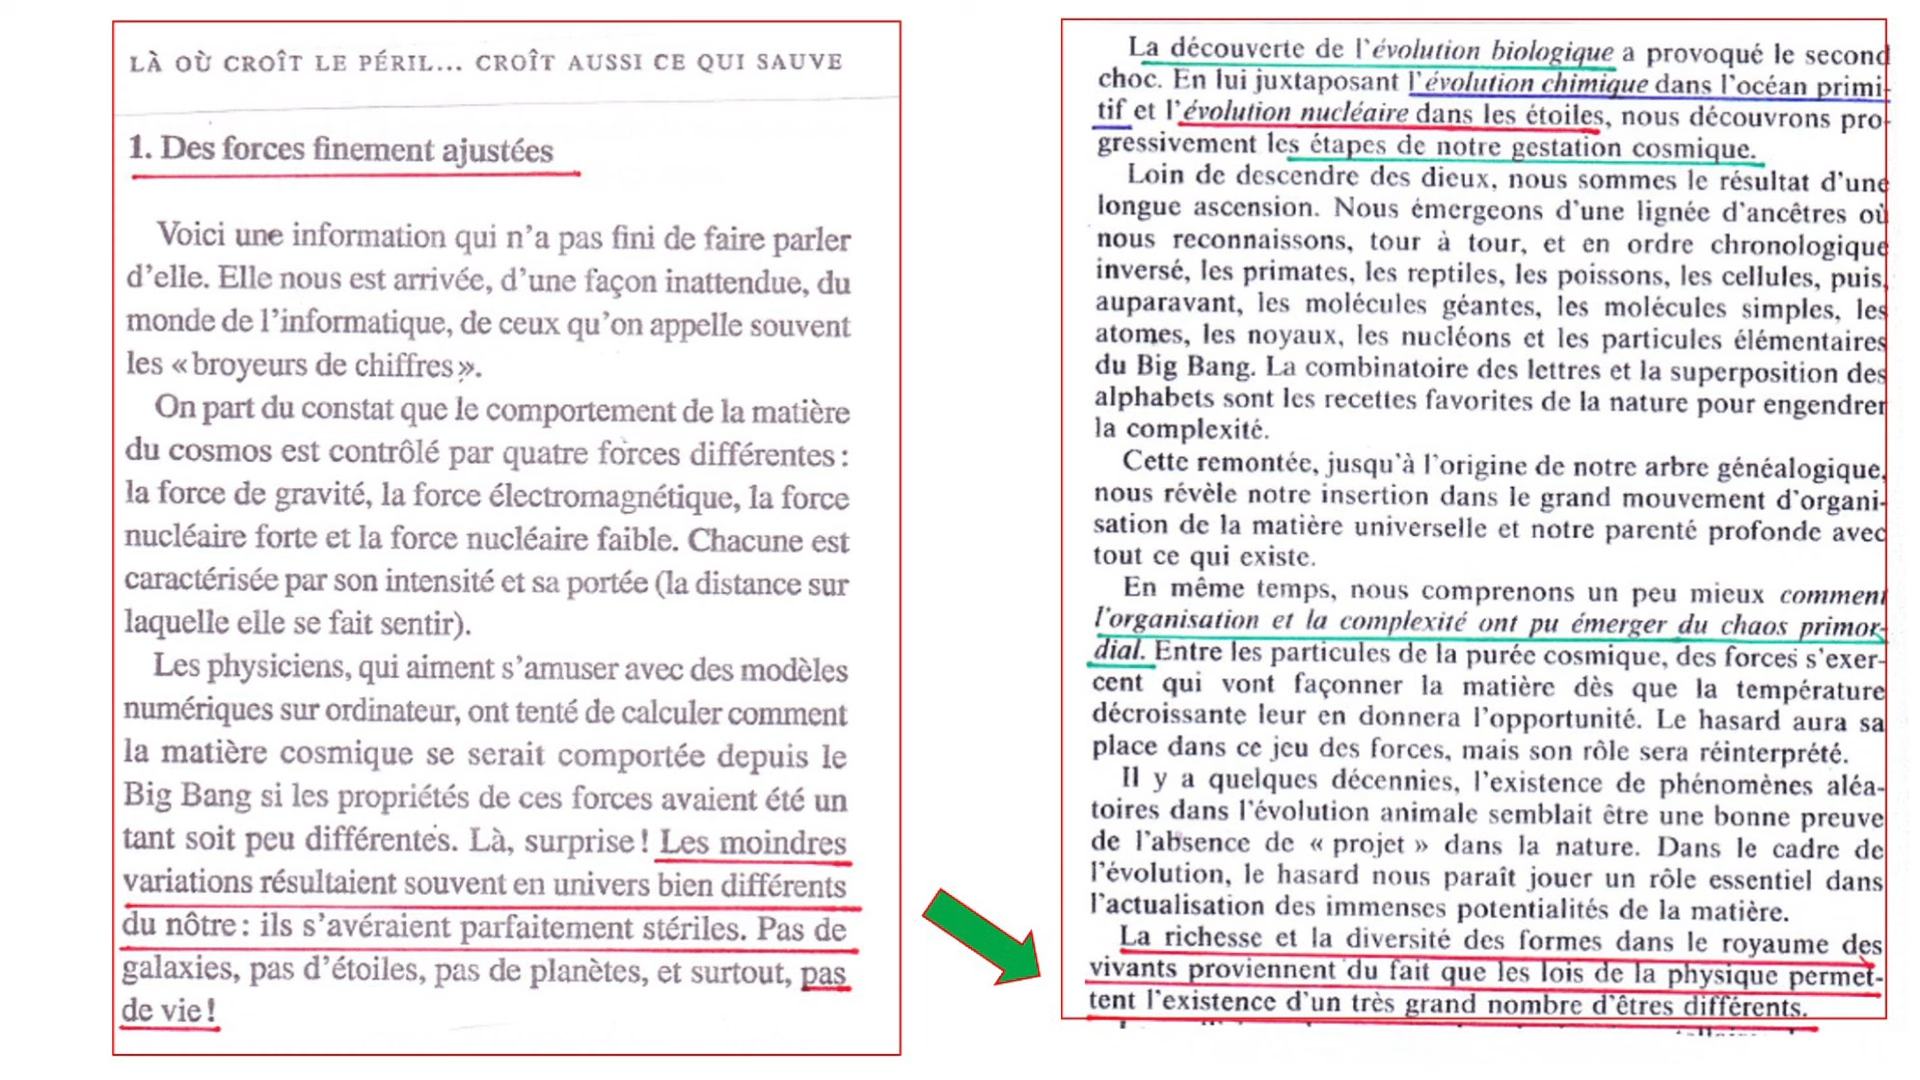 LÀ OÙ CROÎT LE PÉRIL... CROÎT AUSSI CE QUI SAUVE
1. Des forces finement ajustées
Voici une information qui n'a pas fini de faire parler
d'elle. Elle nous est arrivée, d'une façon inattendue, du
monde de l'informatique, de ceux qu'on appelle souvent
les « broyeurs de chiffres ».
On part du constat que le comportement de la matière
du cosmos est contrôlé par quatre forces différentes :
la force de gravité, la force électromagnétique, la force
nucléaire forte et la force nucléaire faible. Chacune est
caractérisée par son intensité et sa portée (la distance sur
laquelle elle se fait sentir).
Les physiciens, qui aiment s'amuser avec des modèles
numériques sur ordinateur, ont tenté de calculer comment
la matière cosmique se serait comportée depuis le
Big Bang si les propriétés de ces forces avaient été un
tant soit peu différentes. Là, surprise ! Les moindres
variations résultaient souvent en univers bien différents
du nôtre : ils s'avéraient parfaitement stériles. Pas de
galaxies, pas d'étoiles, pas de planètes, et surtout, pas
de vie !
La découverte de l'évolution biologique a provoqué le second
choc. En lui juxtaposant l'évolution chimique dans l'océan primi-
tif et l'évolution nucléaire dans les étoiles, nous découvrons pro-
gressivement les étapes de notre gestation cosmique.
Loin de descendre des dieux, nous sommes le résultat d'une
longue ascension. Nous émergeons d'une lignée d'ancêtres où
nous reconnaissons, tour à tour, et en ordre chronologique
inversé, les primates, les reptiles, les poissons, les cellules, puis,
auparavant, les molécules géantes, les molécules simples, les
atomes, les noyaux, les nucléons et les particules élémentaires
du Big Bang. La combinatoire des lettres et la superposition des
alphabets sont les recettes favorites de la nature pour engendrer
la complexité.
Cette remontée, jusqu'à l'origine de notre arbre généalogique,
nous révèle notre insertion dans le grand mouvement d'organi-
sation de la matière universelle et notre parenté profonde avec
tout ce qui existe.
En même temps, nous comprenons un peu mieux comment
l'organisation et la complexité ont pu émerger du chaos primor-
dial. Entre les particules de la purée cosmique, des forces s'exer-
cent qui vont façonner la matière dès que la température
décroissante leur en donnera l'opportunité. Le hasard aura sa
place dans ce jeu des forces, mais son rôle sera réinterprété.
Il y a quelques décennies, l'existence de phénomènes aléa-
toires dans l'évolution animale semblait être une bonne preuve
de l'absence de « projet » dans la nature. Dans le cadre de
l'évolution, le hasard nous paraît jouer un rôle essentiel dans
l'actualisation des immenses potentialités de la matière.
La richesse et la diversité des formes dans le royaume des
vivants proviennent du fait que les lois de la physique permet-
tent l'existence d'un très grand nombre d'êtres différents.